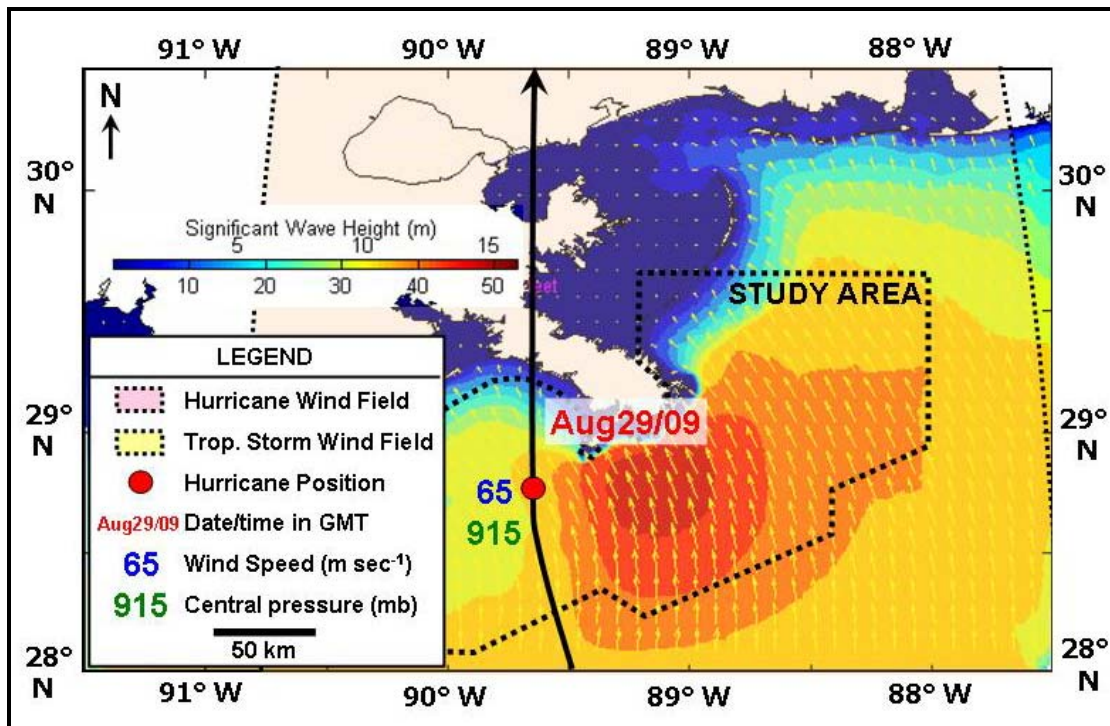 91° W 90° W 89° W 88° W
N
30°
N
30°
N
Significant Wave Height (m)
5 10 15
10 20 30 40 50 feet
STUDY AREA
LEGEND
Hurricane Wind Field
Trop. Storm Wind Field
Hurricane Position
Aug29/09 Date/time in GMT
65 Wind Speed (m sec-1)
915 Central pressure (mb)
50 km
29°
N
29°
N
Aug29/09
65
915
28°
N
28°
N
91° W 90° W 89° W 88° W